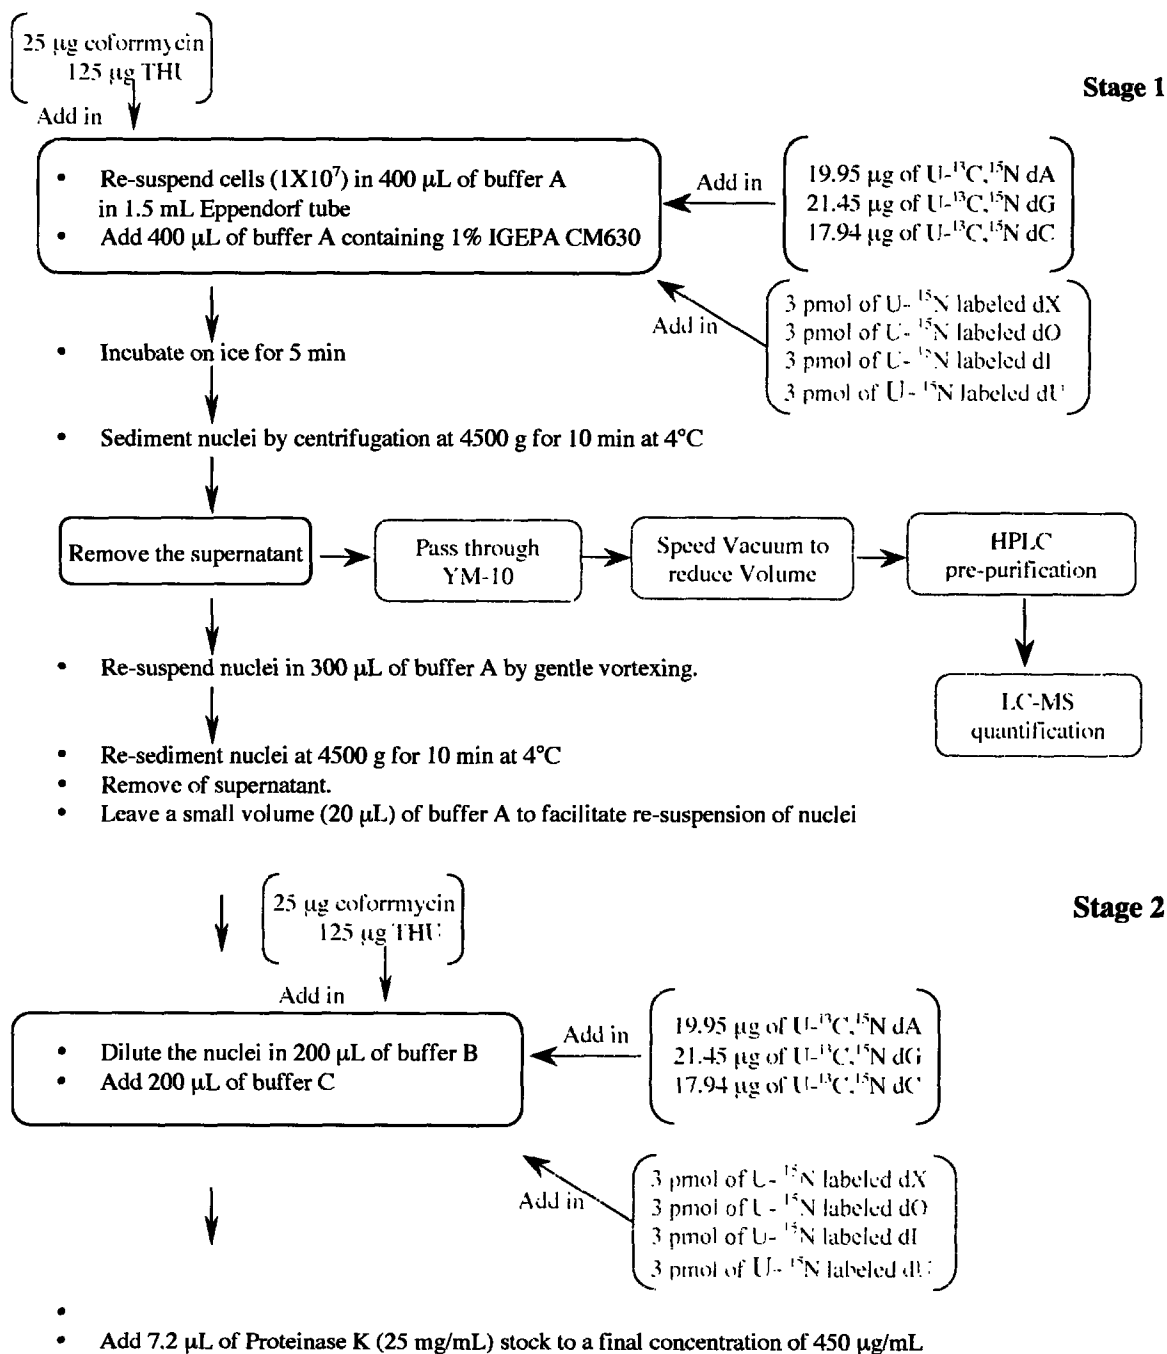 25 µg coforrmycin
125 µg THU
Stage 1
Add in
• Re-suspend cells (1X10⁷) in 400 µL of buffer A
in 1.5 mL Eppendorf tube
• Add 400 µL of buffer A containing 1% IGEPA CM630
Add in
19.95 µg of U-¹³C,¹⁵N dA
21.45 µg of U-¹³C,¹⁵N dG
17.94 µg of U-¹³C,¹⁵N dC
Add in
3 pmol of U- ¹⁵N labeled dX
3 pmol of U- ¹⁵N labeled dO
3 pmol of U- ¹⁵N labeled dI
3 pmol of U- ¹⁵N labeled dU
• Incubate on ice for 5 min
• Sediment nuclei by centrifugation at 4500 g for 10 min at 4°C
Remove the supernatant
Pass through
YM-10
Speed Vacuum to
reduce Volume
HPLC
pre-purification
LC-MS
quantification
• Re-suspend nuclei in 300 µL of buffer A by gentle vortexing.
• Re-sediment nuclei at 4500 g for 10 min at 4°C
• Remove of supernatant.
• Leave a small volume (20 µL) of buffer A to facilitate re-suspension of nuclei
25 µg coforrmycin
125 µg THU
Stage 2
Add in
• Dilute the nuclei in 200 µL of buffer B
• Add 200 µL of buffer C
Add in
19.95 µg of U-¹³C,¹⁵N dA
21.45 µg of U-¹³C,¹⁵N dG
17.94 µg of U-¹³C,¹⁵N dC
Add in
3 pmol of U- ¹⁵N labeled dX
3 pmol of U- ¹⁵N labeled dO
3 pmol of U- ¹⁵N labeled dI
3 pmol of U- ¹⁵N labeled dU
•
• Add 7.2 µL of Proteinase K (25 mg/mL) stock to a final concentration of 450 µg/mL